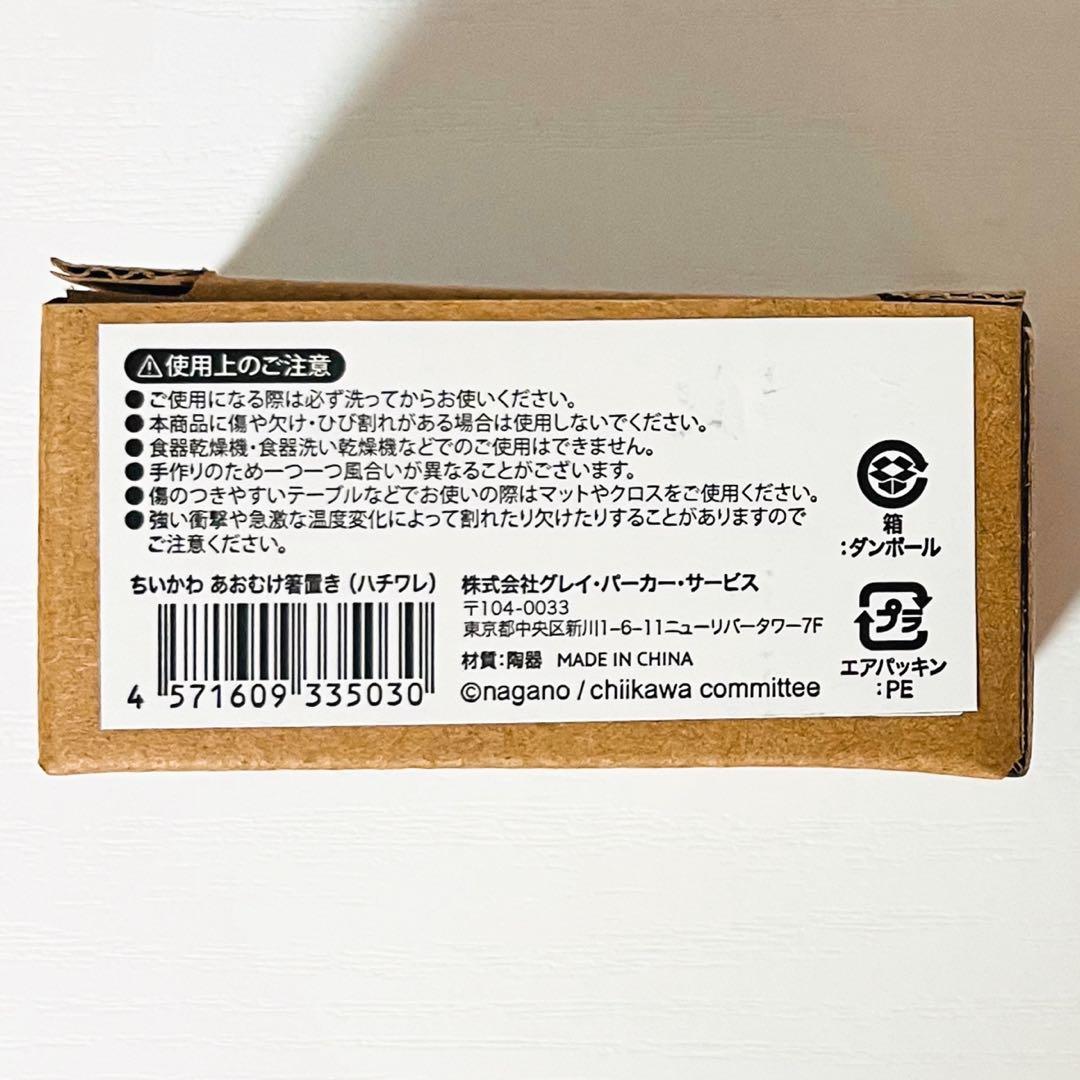 ⚠使用上のご注意
●ご使用になる際は必ず洗ってからお使いください。
●本商品に傷や欠け・ひび割れがある場合は使用しないでください。
●食器乾燥機・食器洗い乾燥機などでのご使用はできません。
●手作りのため一つ一つ風合いが異なることがございます。
●傷のつきやすいテーブルなどでお使いの際はマットやクロスをご使用ください。
●強い衝撃や急激な温度変化によって割れたり欠けたりすることがありますので
ご注意ください。
ちいかわ あおむけ箸置き（ハチワレ）
4 571609 335030
株式会社グレイ・パーカー・サービス
〒104-0033
東京都中央区新川1-6-11ニューリバータワー7F
材質：陶器 MADE IN CHINA
©nagano / chiikawa committee
箱
：ダンボール
プラ
エアパッキン
：PE